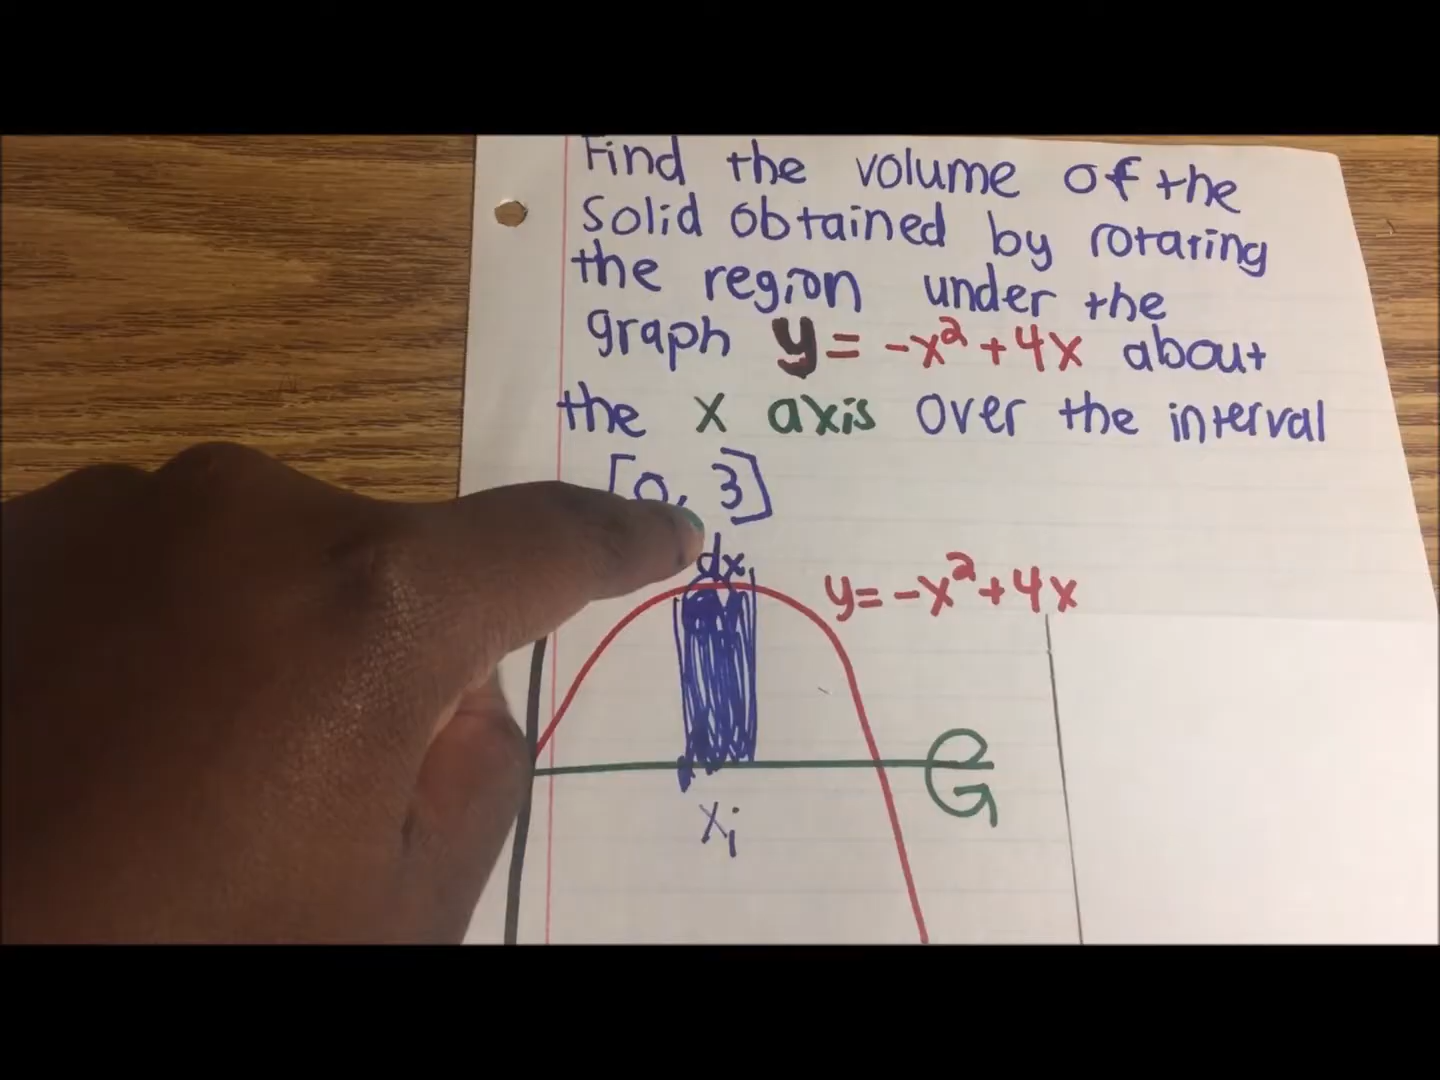 Find the volume of the
Solid obtained by rotating
the region under the
graph y = -x² + 4x about
the x axis over the interval
[0, 3]
dx
y = -x² + 4x
xi